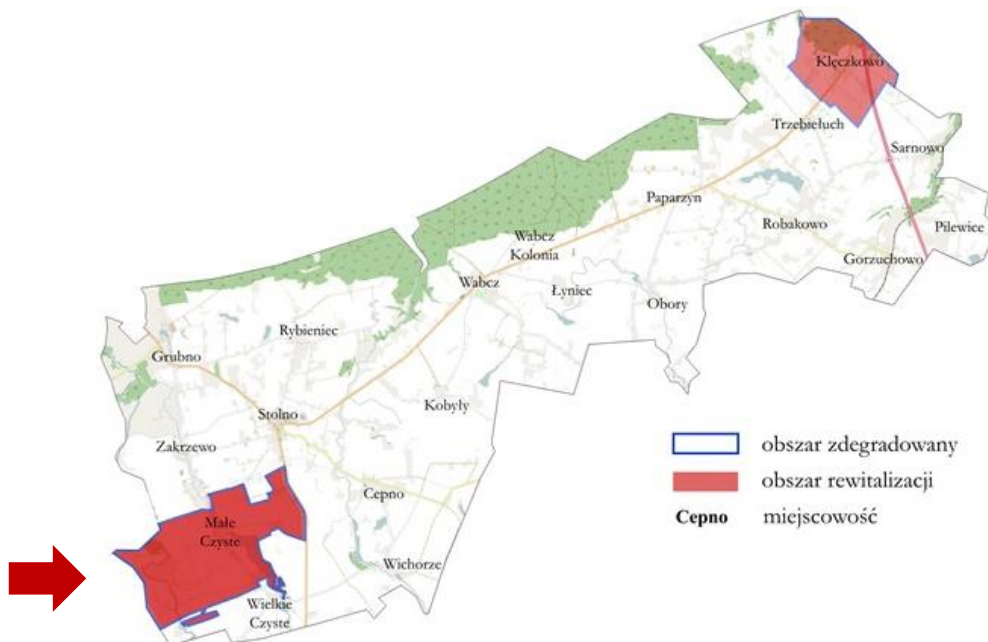 Klęczkowo
Trzebiełuch
Sarnowo
Paparzyn
Robakowo
Pilewice
Wabcz
Kolonia
Gorzuchowo
Wabcz
Łyniec
Obory
Rybieniec
Grubno
Kobyły
Stolno
Zakrzewo
obszar zdegradowany
obszar rewitalizacji
Cepno miejscowość
Cepno
Małe
Czyste
Wichorze
Wielkie
Czyste